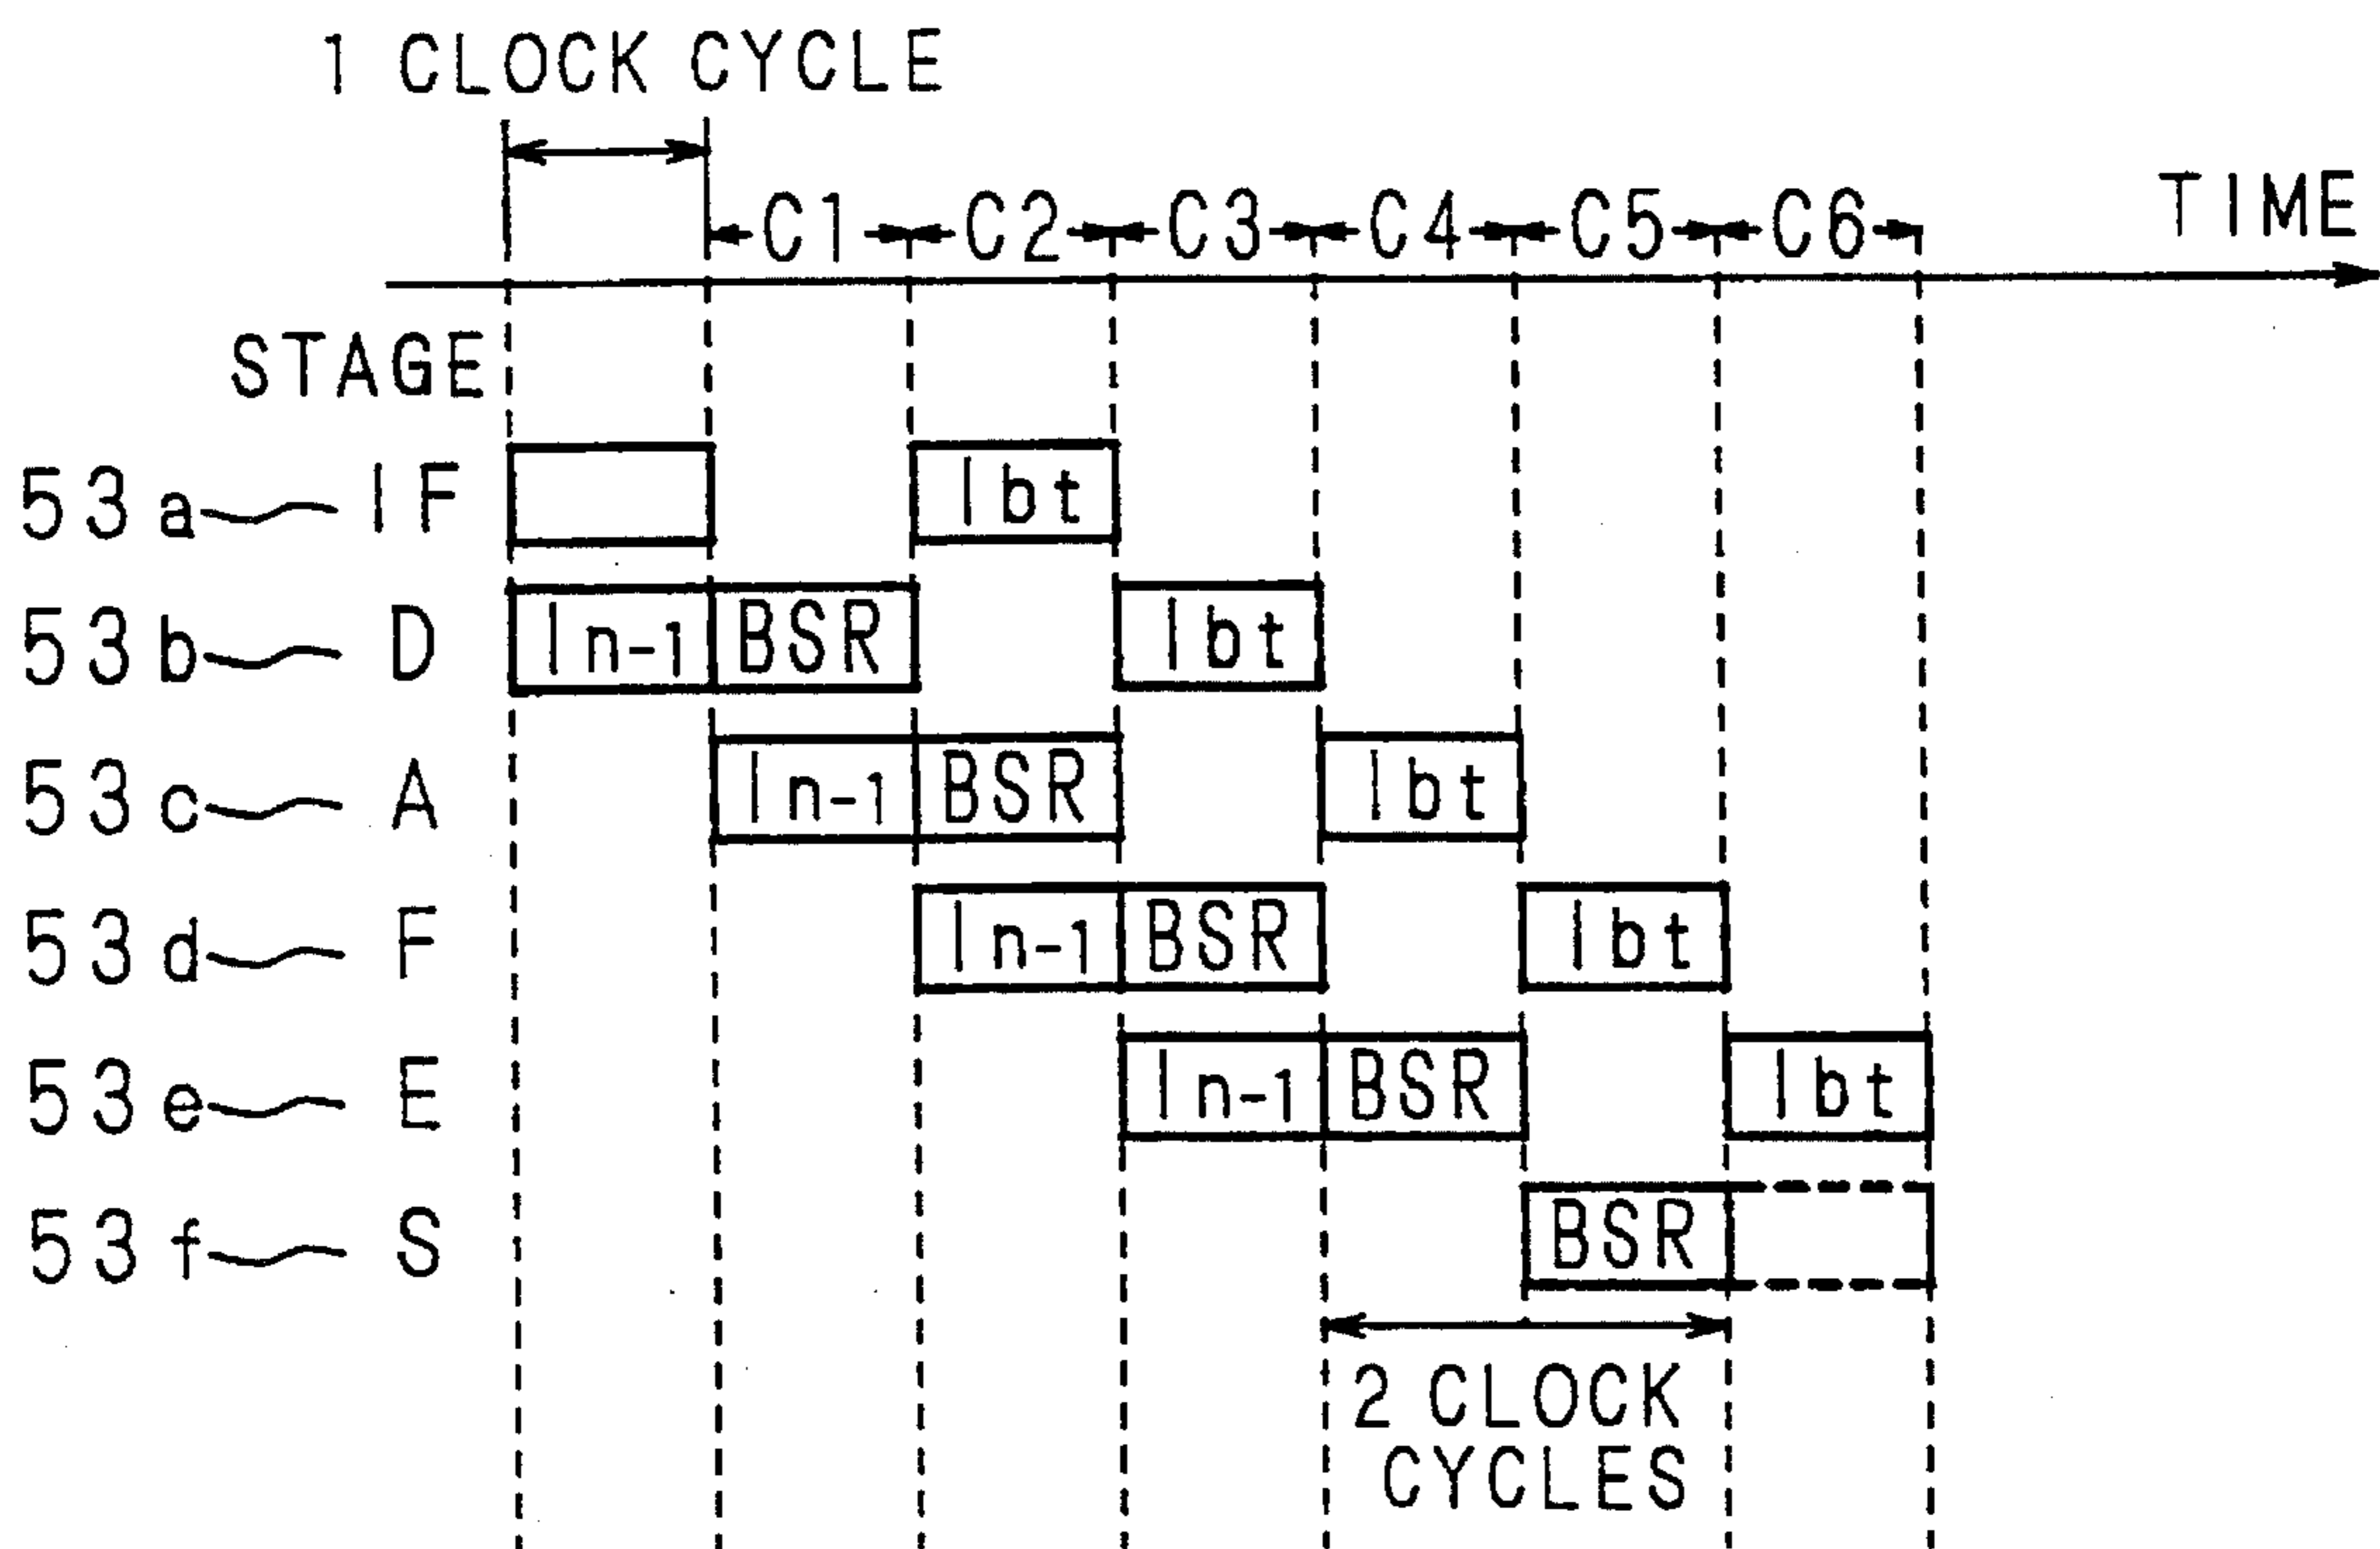 1 CLOCK CYCLE
C1 C2 C3 C4 C5 C6 TIME
STAGE
53a IF Ibt
53b D In-1 BSR Ibt
53c A In-1 BSR Ibt
53d F In-1 BSR Ibt
53e E In-1 BSR Ibt
53f S BSR
2 CLOCK
CYCLES